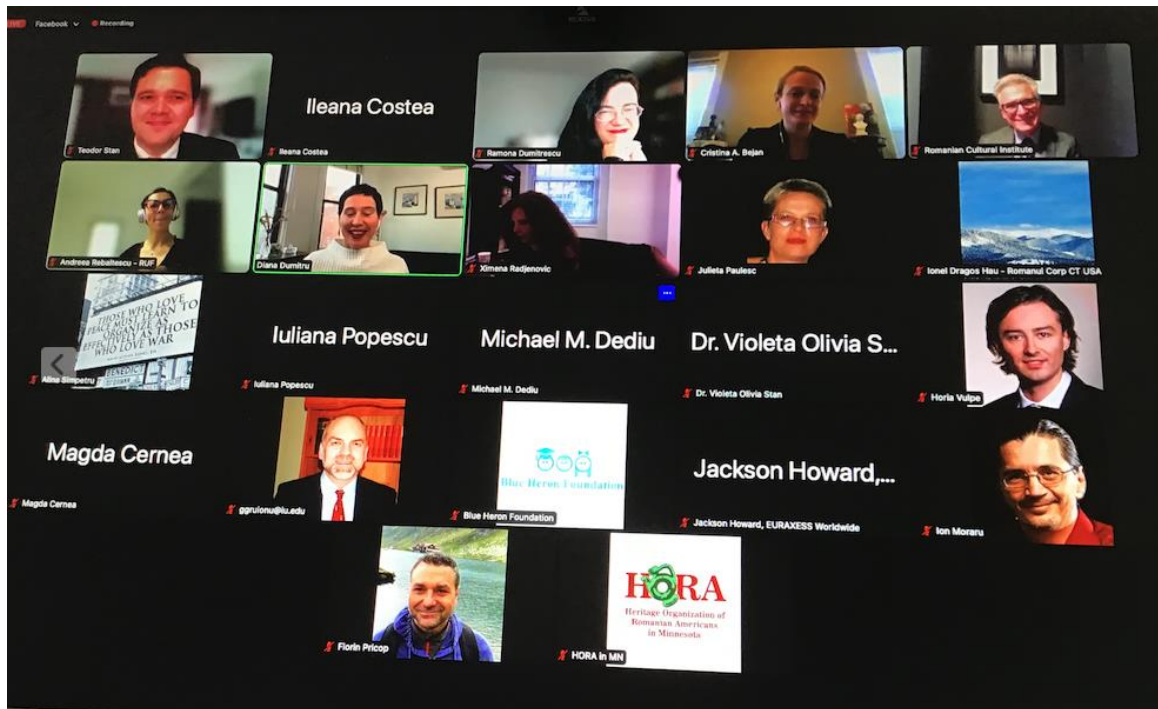 LIVE Facebook Recording
Teodor Stan
Ileana Costea
Ileana Costea
Ramona Dumitrescu
Cristina A. Bejan
Romanian Cultural Institute
Andreea Rebaltescu - RUF
Diana Dumitru
Ximena Radjenovic
Julieta Paulesc
Ionel Dragos Hau - Romanul Corp CT USA
THOSE WHO LOVE
PEACE MUST LEARN TO
ORGANIZE AS
EFFECTIVELY AS THOSE
WHO LOVE WAR
BENEDICT
Alina Simpetru
Iuliana Popescu
Iuliana Popescu
Michael M. Dediu
Michael M. Dediu
Dr. Violeta Olivia S...
Dr. Violeta Olivia Stan
Horia Vulpe
Magda Cernea
Magda Cernea
ggruionu@iu.edu
Blue Heron Foundation
Blue Heron Foundation
Jackson Howard,...
Jackson Howard, EURAXESS Worldwide
Ion Moraru
Florin Pricop
HORA
Heritage Organization of
Romanian Americans
in Minnesota
HORA in MN